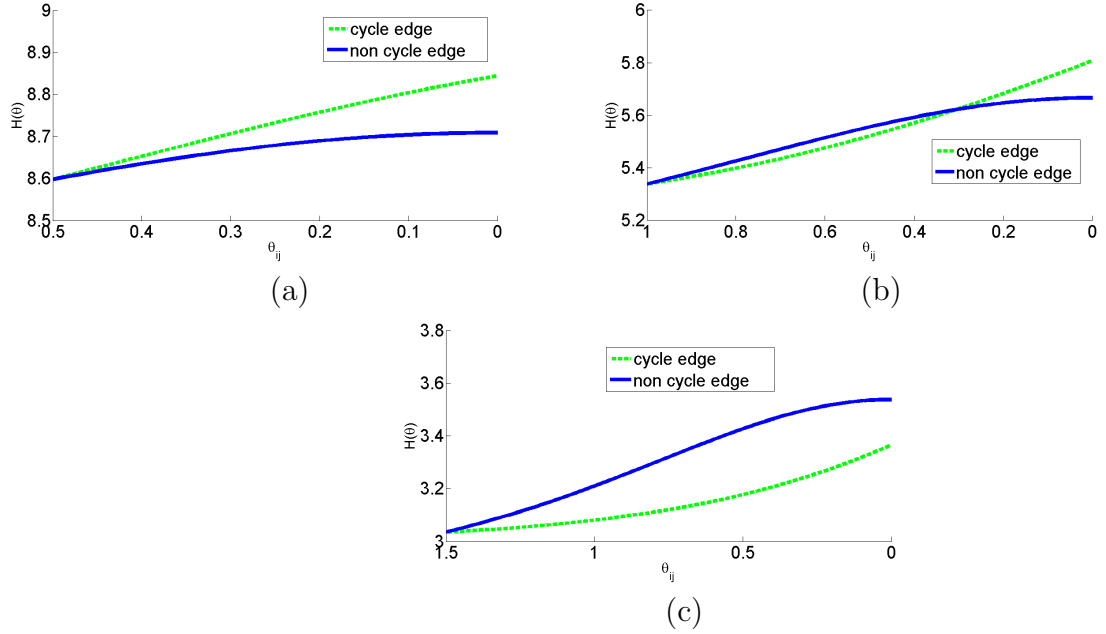 9
8.9
8.8
8.7
8.6
8.5
H(θ)
cycle edge
non cycle edge
0.5 0.4 0.3 0.2 0.1 0
θij
(a)
6
5.8
5.6
5.4
5.2
H(θ)
cycle edge
non cycle edge
1 0.8 0.6 0.4 0.2 0
θij
(b)
3.8
3.6
3.4
3.2
3
H(θ)
cycle edge
non cycle edge
1.5 1 0.5 0
θij
(c)